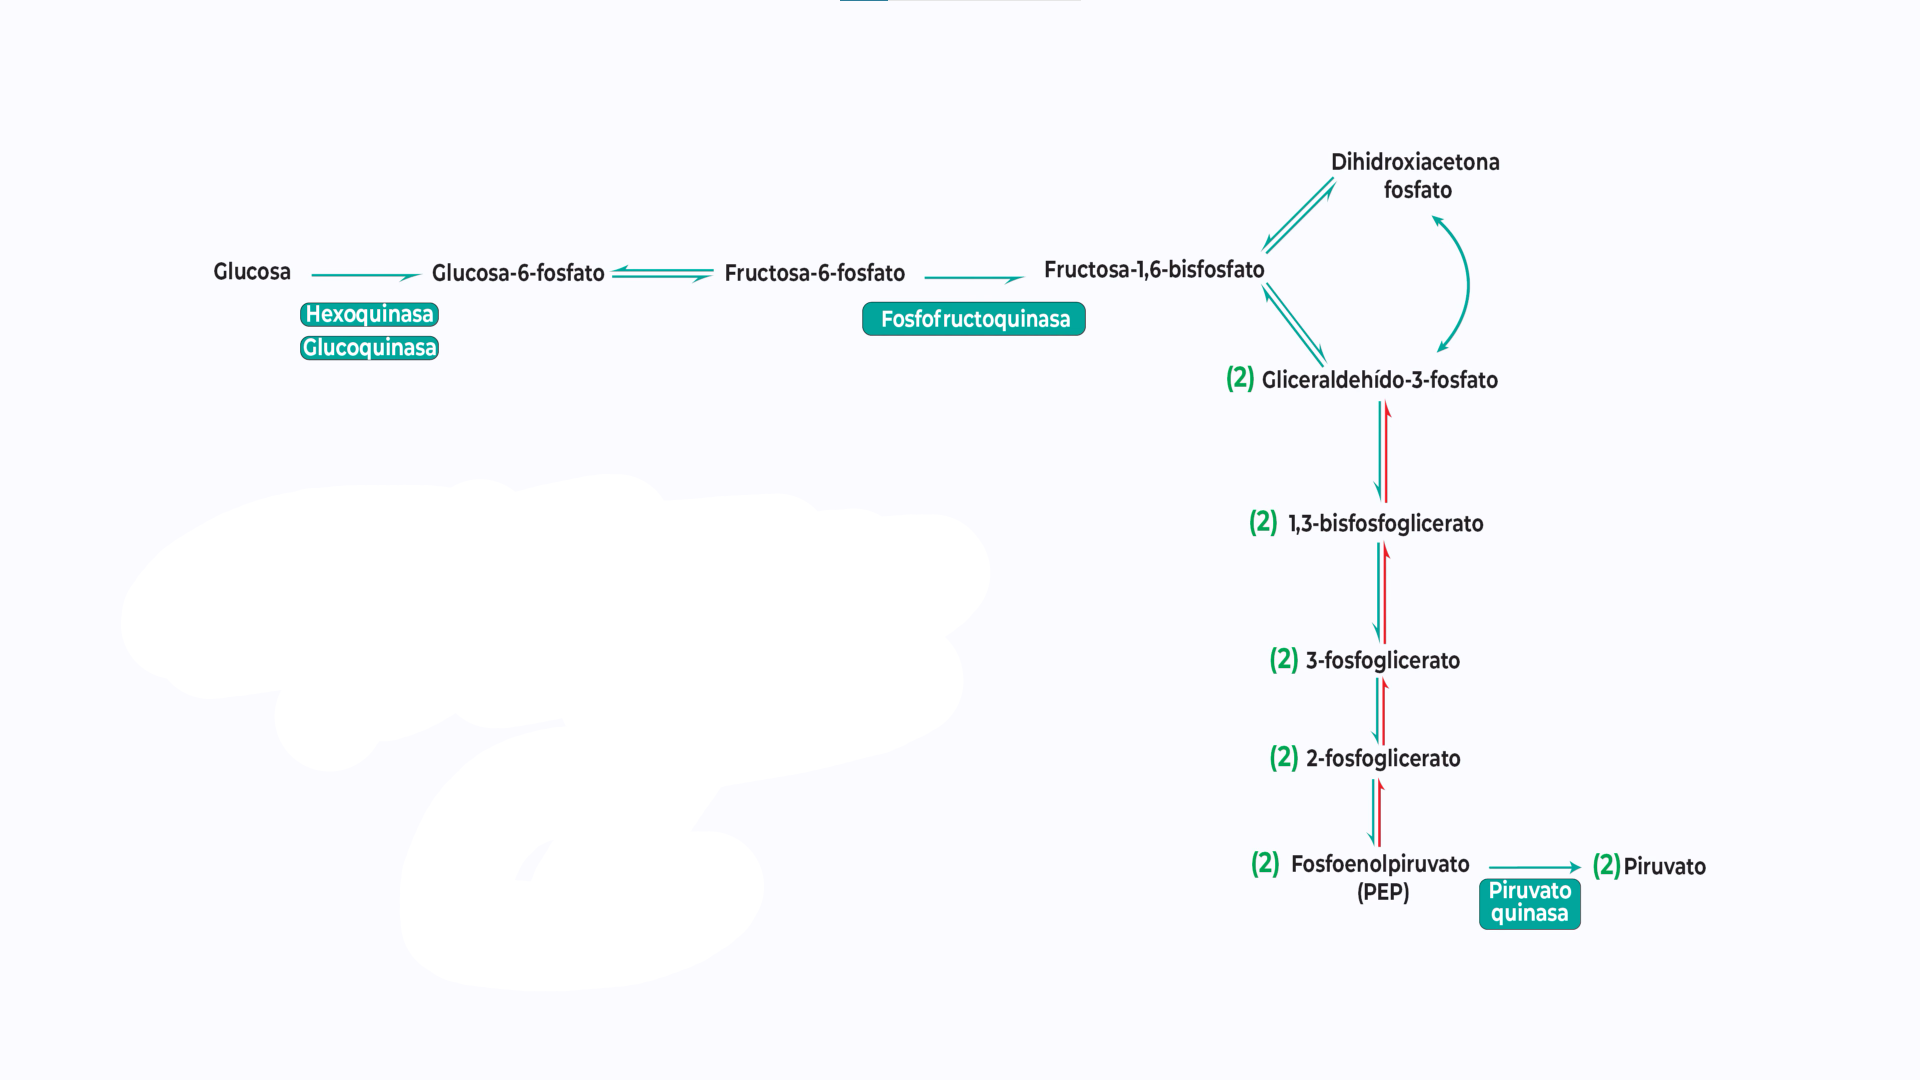 Dihidroxiacetona
fosfato
Glucosa
Glucosa-6-fosfato
Fructosa-6-fosfato
Fructosa-1,6-bisfosfato
Hexoquinasa
Glucoquinasa
Fosfofructoquinasa
(2) Gliceraldehído-3-fosfato
(2) 1,3-bisfosfoglicerato
(2) 3-fosfoglicerato
(2) 2-fosfoglicerato
(2) Fosfoenolpiruvato
(PEP)
(2) Piruvato
Piruvato
quinasa